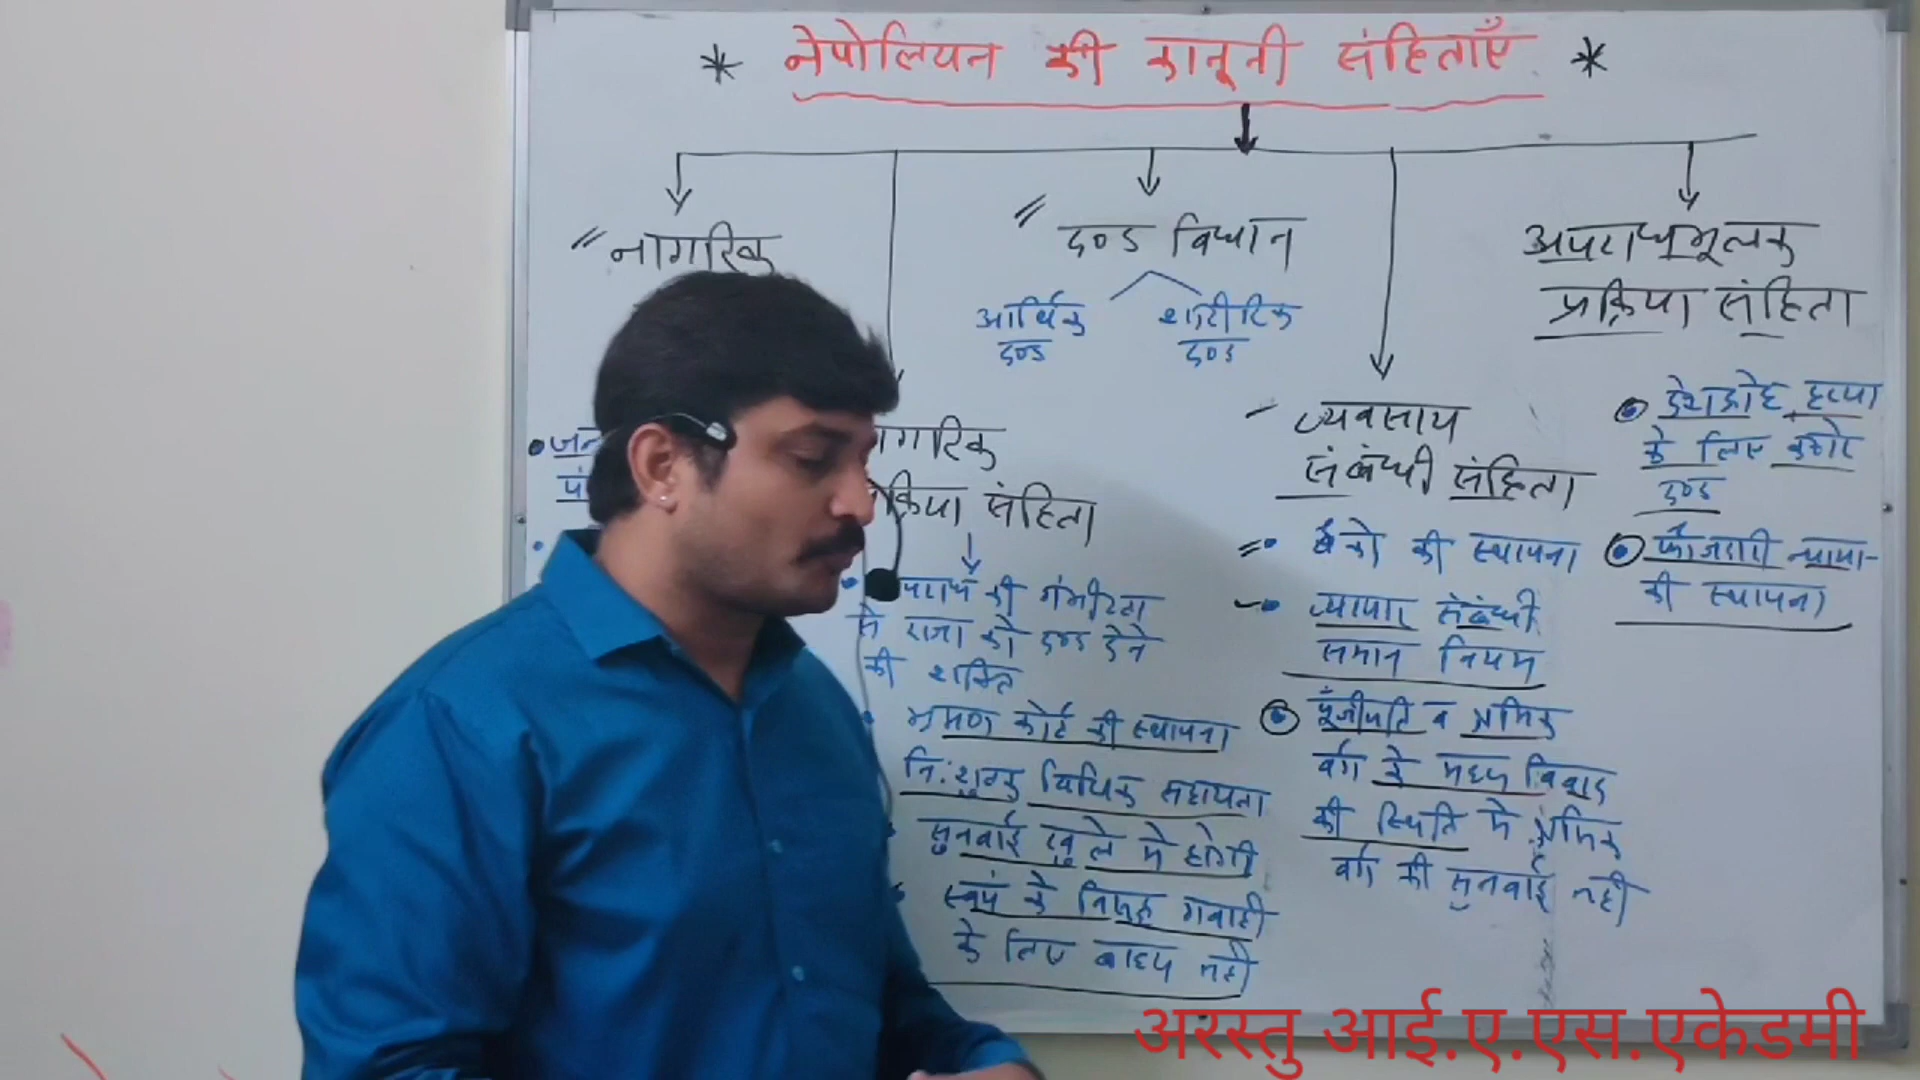 * नेपोलियन की कानूनी संहिताएँ *
नागरिक
दण्ड विधान
अपराधमूलक
प्रक्रिया संहिता
आर्थिक
दण्ड
शारीरिक
दण्ड
नागरिक
प्रक्रिया संहिता
अपराध की गंभीरता
से राजा को दण्ड देने
की शक्ति
भ्रमण कोर्ट की स्थापना
नि:शुल्क विधिक सहायता
सुनवाई खुले मे होगी
स्वयं के विरूद्ध गवाही
के लिए बाध्य नही
व्यवसाय
संबंधी संहिता
बैंको की स्थापना
व्यापार संबंधी
समान नियम
पूँजीपति व श्रमिक
वर्ग के मध्य विवाद
की स्थिति मे श्रमिक
वर्ग की सुनवाई नही
देशद्रोह, हत्या
के लिए कठोर
दण्ड
फौजदारी न्याया-
की स्थापना
अरस्तु आई.ए.एस.एकेडमी